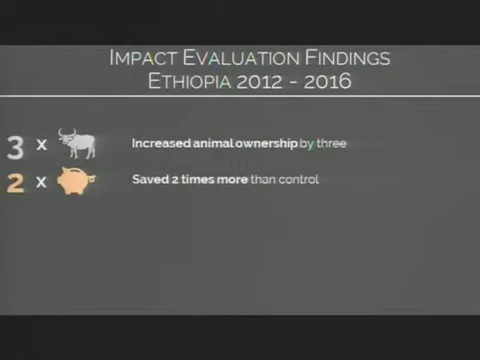 IMPACT EVALUATION FINDINGS
ETHIOPIA 2012 - 2016
3 x Increased animal ownership by three
2 x Saved 2 times more than control